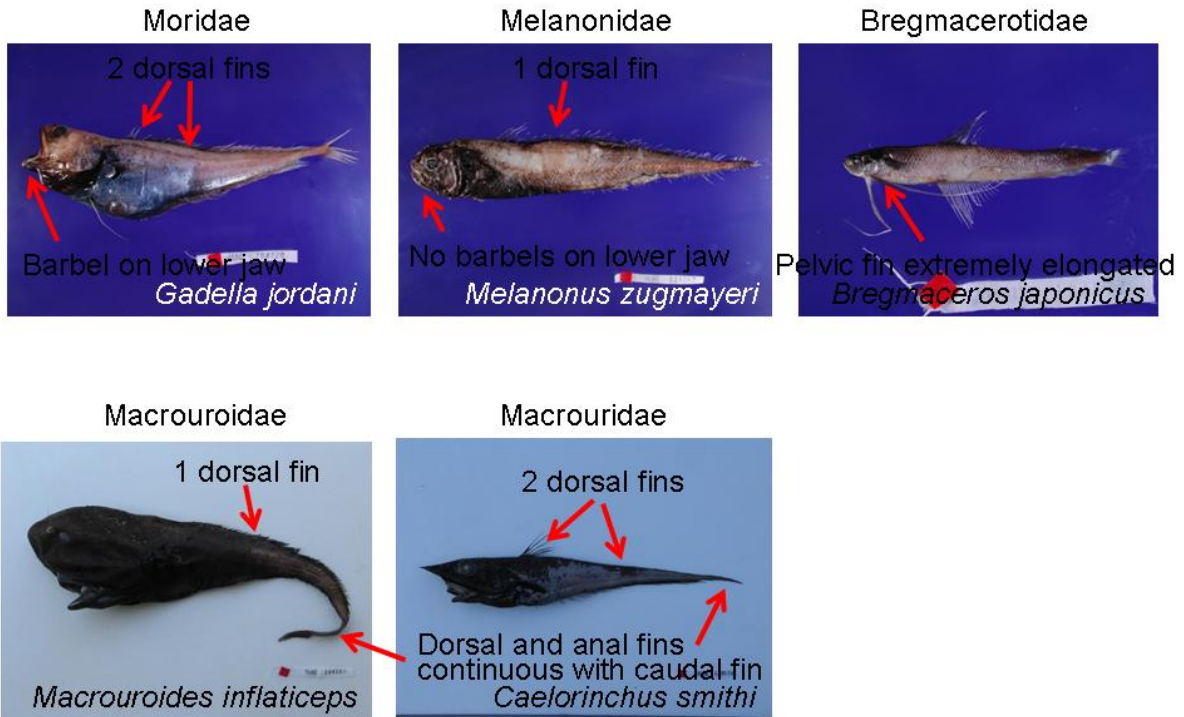 Moridae
2 dorsal fins
Barbel on lower jaw
Gadella jordani
Melanonidae
1 dorsal fin
No barbels on lower jaw
Melanonus zugmayeri
Bregmacerotidae
Pelvic fin extremely elongated
Bregmaceros japonicus
Macrouroidae
1 dorsal fin
Macrouroides inflaticeps
Macrouridae
2 dorsal fins
Dorsal and anal fins
continuous with caudal fin
Caelorinchus smithi